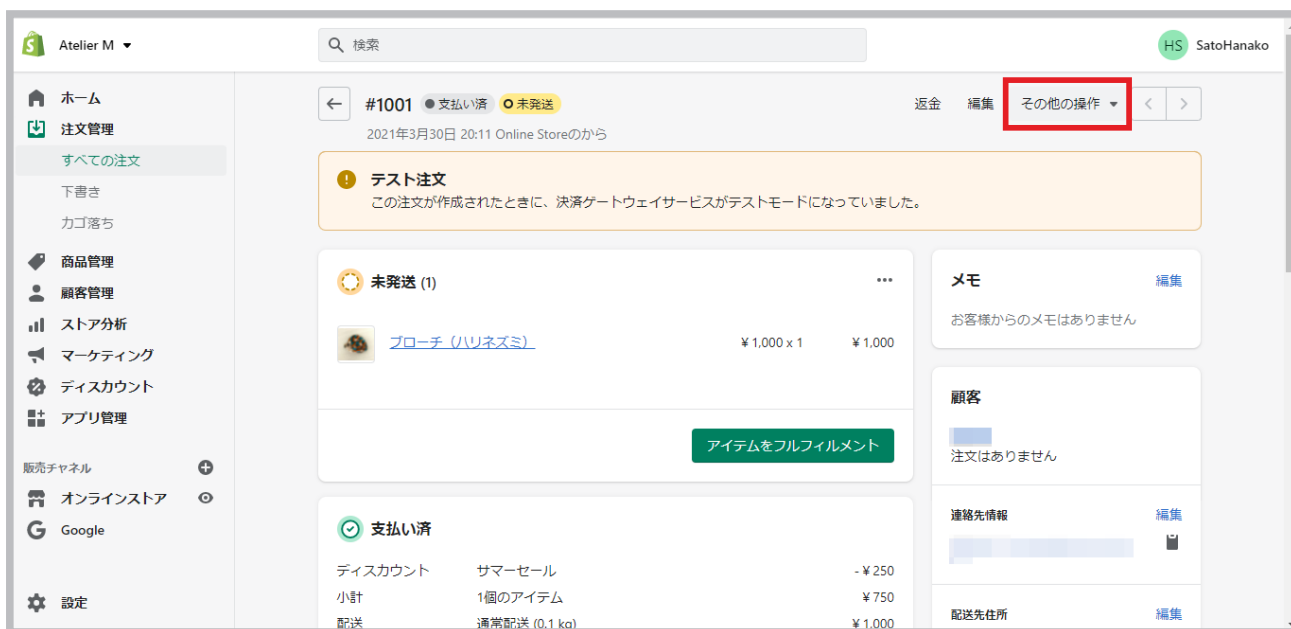 Atelier M
検索
HS SatoHanako
ホーム
注文管理
すべての注文
下書き
カゴ落ち
商品管理
顧客管理
ストア分析
マーケティング
ディスカウント
アプリ管理
販売チャネル
オンラインストア
Google
設定
#1001 支払い済 未発送
返金 編集 その他の操作
2021年3月30日 20:11 Online Storeのから
テスト注文
この注文が作成されたときに、決済ゲートウェイサービスがテストモードになっていました。
未発送 (1)
ブローチ（ハリネズミ） ¥ 1,000 x 1 ¥ 1,000
アイテムをフルフィルメント
支払い済
ディスカウント サマーセール - ¥ 250
小計 1個のアイテム ¥ 750
配送 通常配送 (0.1 kg) ¥ 1,000
メモ 編集
お客様からのメモはありません
顧客
注文はありません
連絡先情報 編集
配送先住所 編集